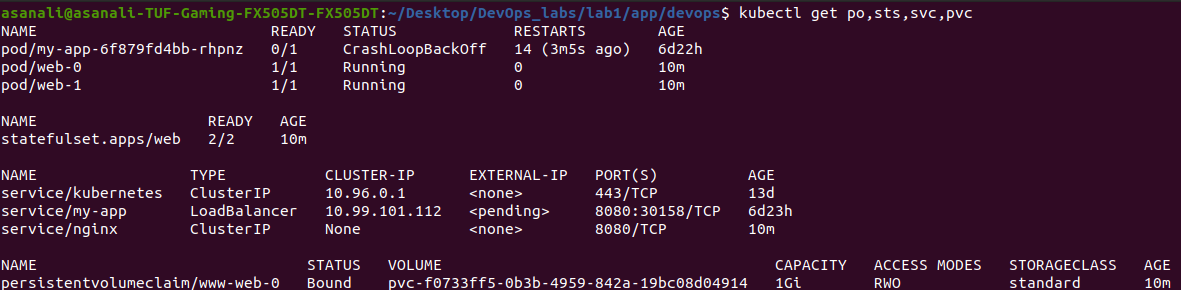 asanali@asanali-TUF-Gaming-FX505DT-FX505DT:~/Desktop/DevOps_labs/lab1/app/devops$ kubectl get po,sts,svc,pvc
NAME READY STATUS RESTARTS AGE
pod/my-app-6f879fd4bb-rhpnz 0/1 CrashLoopBackOff 14 (3m5s ago) 6d22h
pod/web-0 1/1 Running 0 10m
pod/web-1 1/1 Running 0 10m
NAME READY AGE
statefulset.apps/web 2/2 10m
NAME TYPE CLUSTER-IP EXTERNAL-IP PORT(S) AGE
service/kubernetes ClusterIP 10.96.0.1 <none> 443/TCP 13d
service/my-app LoadBalancer 10.99.101.112 <pending> 8080:30158/TCP 6d23h
service/nginx ClusterIP None <none> 8080/TCP 10m
NAME STATUS VOLUME CAPACITY ACCESS MODES STORAGECLASS AGE
persistentvolumeclaim/www-web-0 Bound pvc-f0733ff5-0b3b-4959-842a-19bc08d04914 1Gi RWO standard 10m